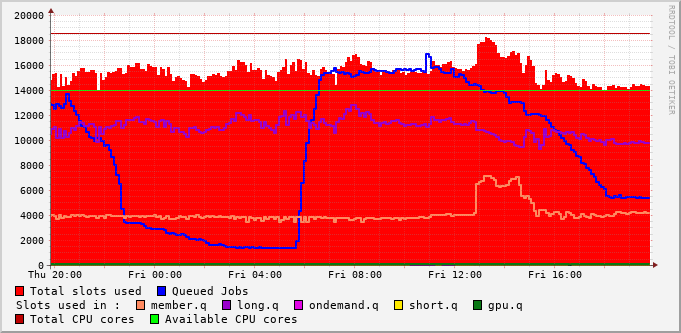 20000
18000
16000
14000
12000
10000
8000
6000
4000
2000
0
Thu 20:00 Fri 00:00 Fri 04:00 Fri 08:00 Fri 12:00 Fri 16:00
Total slots used Queued Jobs
Slots used in : member.q long.q ondemand.q short.q gpu.q
Total CPU cores Available CPU cores
RRDTOOL / TOBI OETIKER